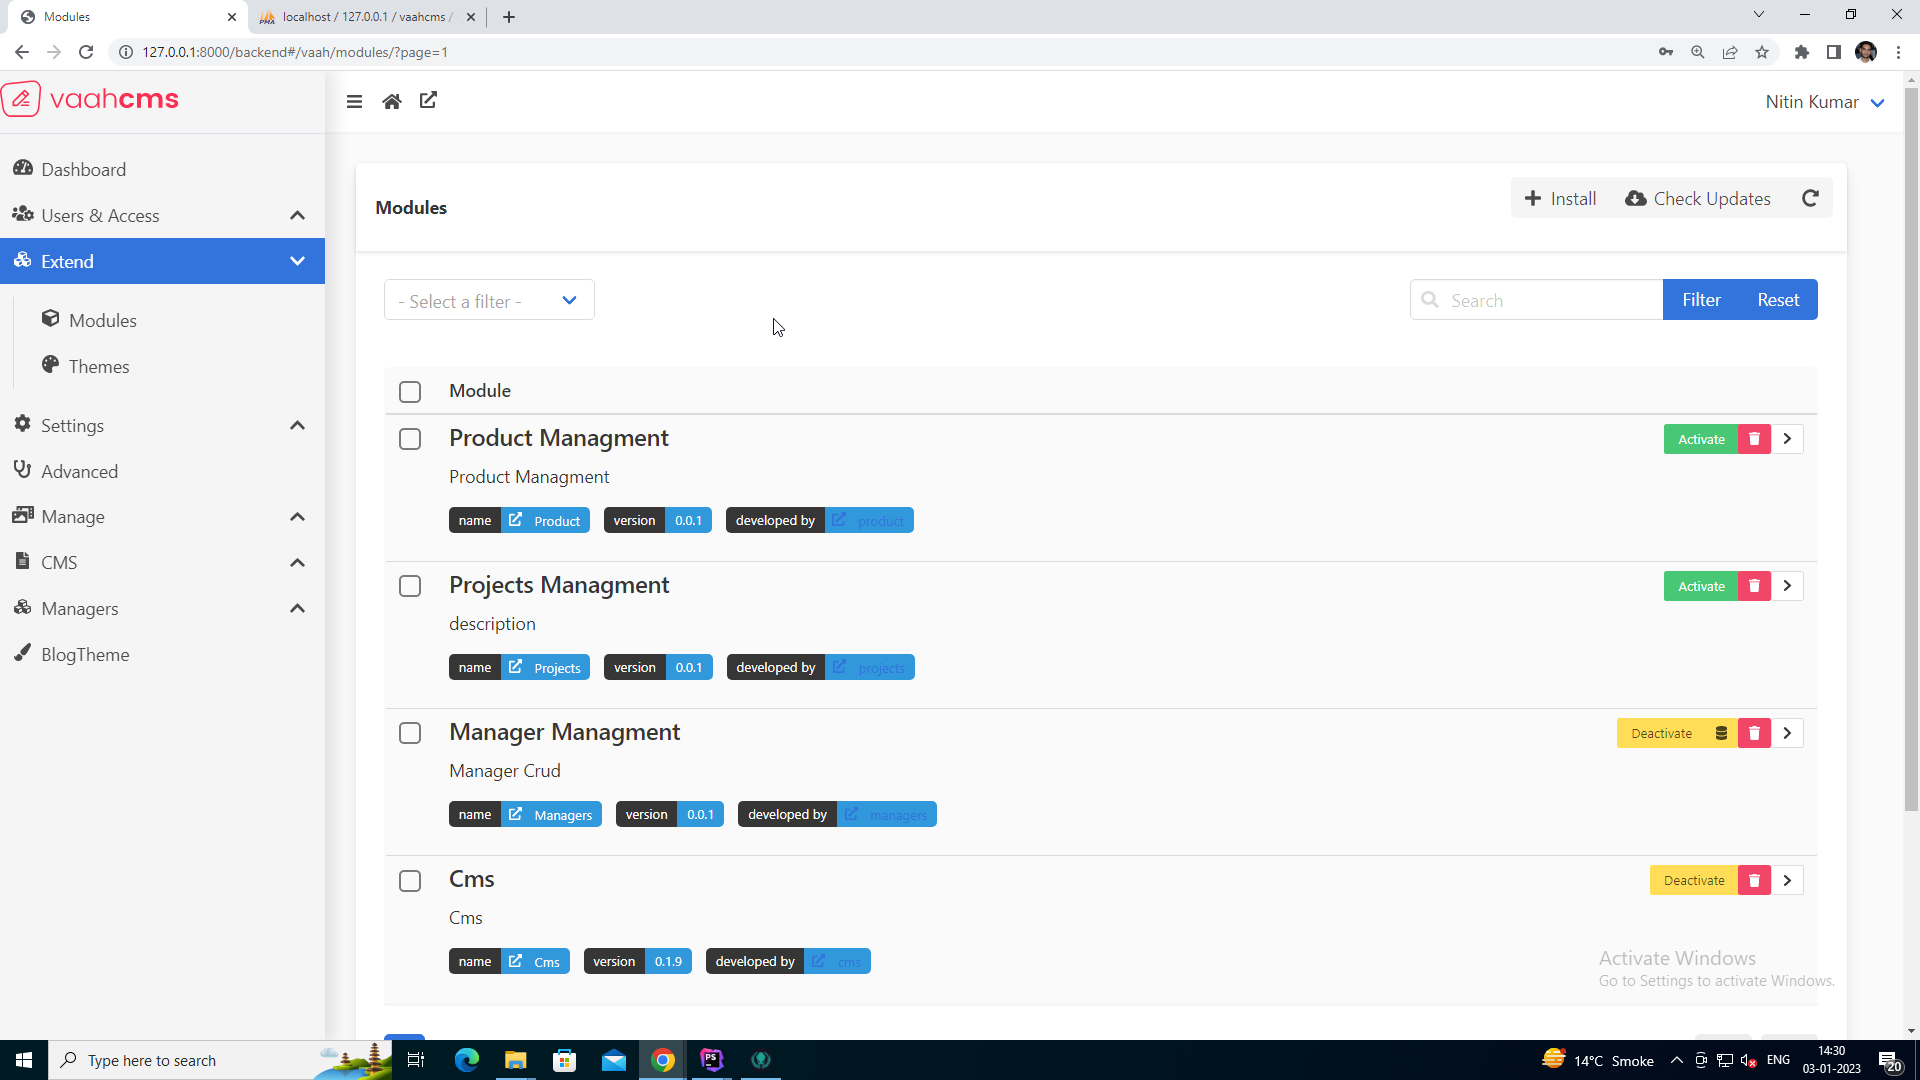 Modules
localhost / 127.0.0.1 / vaahcms /
127.0.0.1:8000/backend#/vaah/modules/?page=1
vaahcms
Nitin Kumar
Dashboard
Users & Access
Extend
Modules
Themes
Settings
Advanced
Manage
CMS
Managers
BlogTheme
Modules
Install
Check Updates
- Select a filter -
Search
Filter
Reset
Module
Product Managment
Activate
Product Managment
name Product version 0.0.1 developed by product
Projects Managment
Activate
description
name Projects version 0.0.1 developed by projects
Manager Managment
Deactivate
Manager Crud
name Managers version 0.0.1 developed by managers
Cms
Deactivate
Cms
name Cms version 0.1.9 developed by cms
Activate Windows
Go to Settings to activate Windows.
Type here to search
PS
14°C Smoke
ENG
14:30
03-01-2023
20